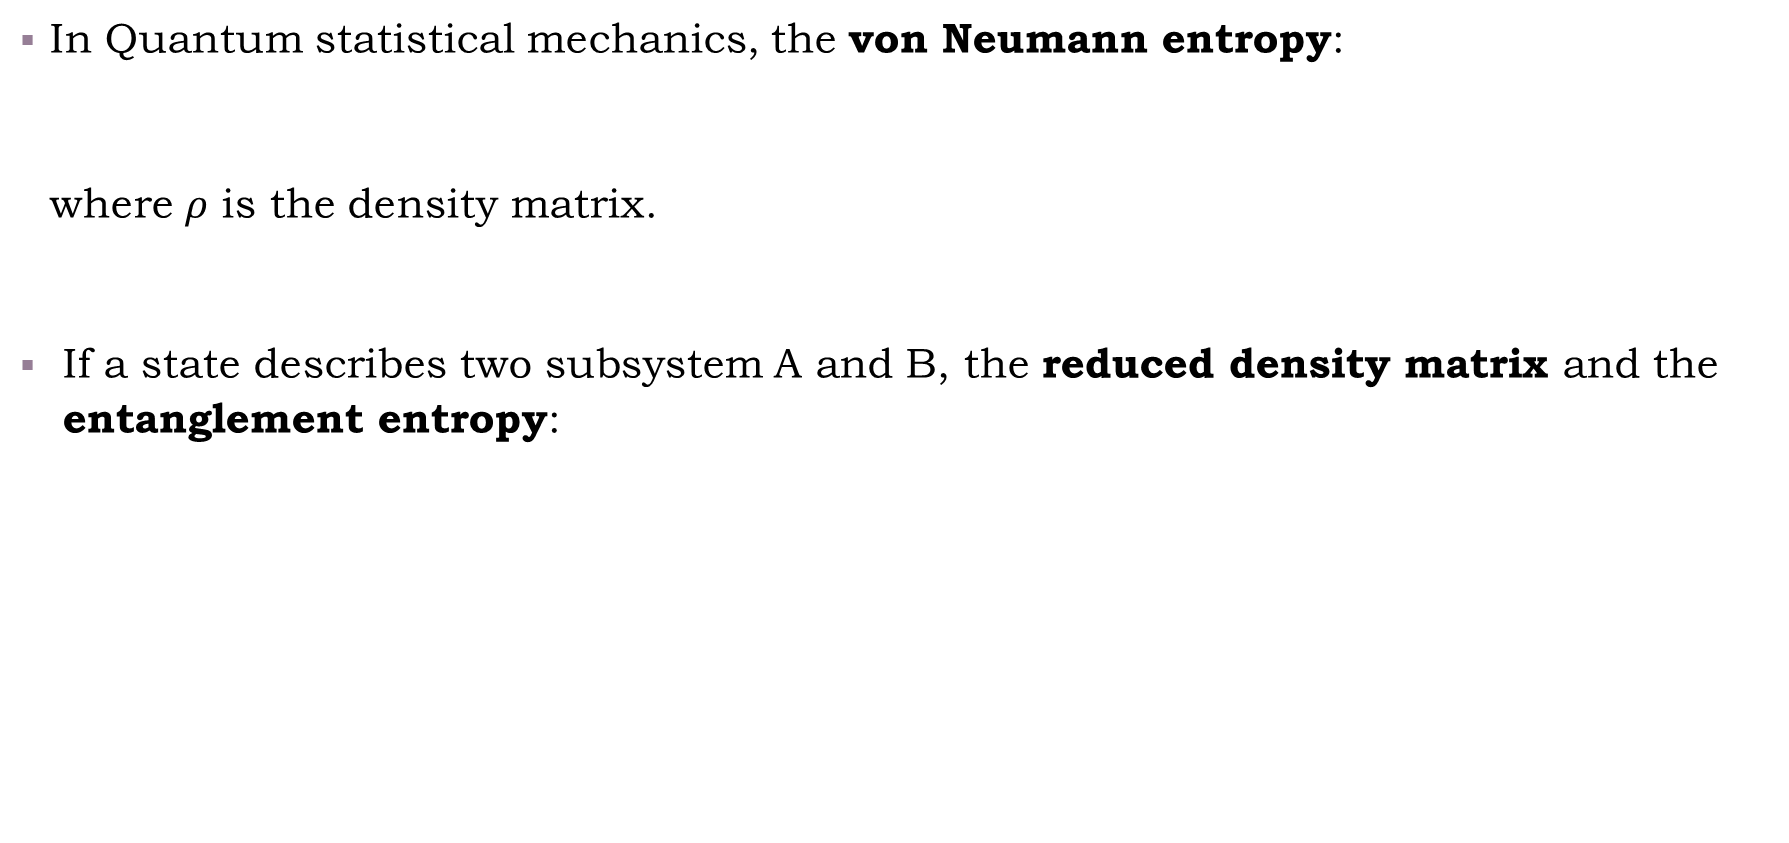 ▪ In Quantum statistical mechanics, the von Neumann entropy:
where ρ is the density matrix.
▪ If a state describes two subsystem A and B, the reduced density matrix and the
entanglement entropy: